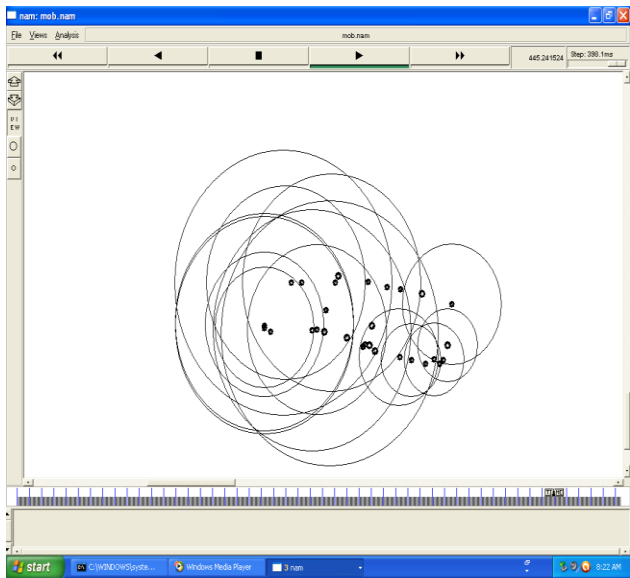 nam: mob.nam
File Views Analysis mob.nam
445.241524 Step: 398.1ms
VIEW
TIME
start C:\WINDOWS\syste... Windows Media Player 3 nam 8:22 AM